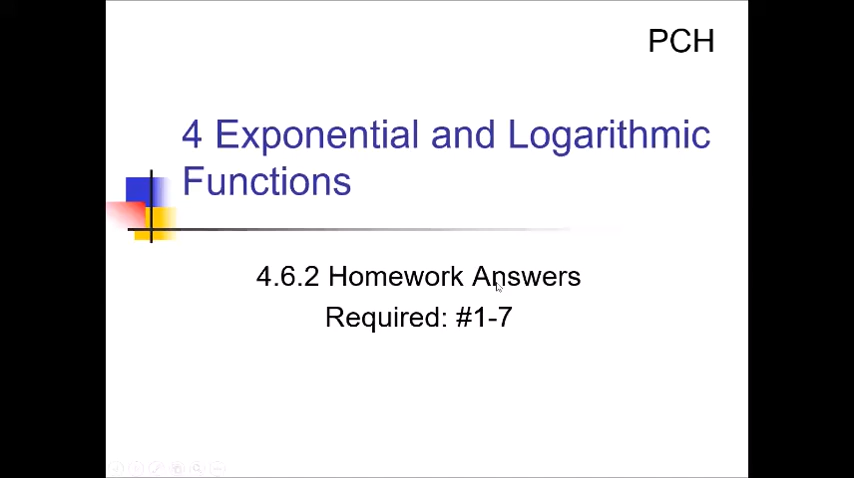 PCH
4 Exponential and Logarithmic
Functions
4.6.2 Homework Answers
Required: #1-7